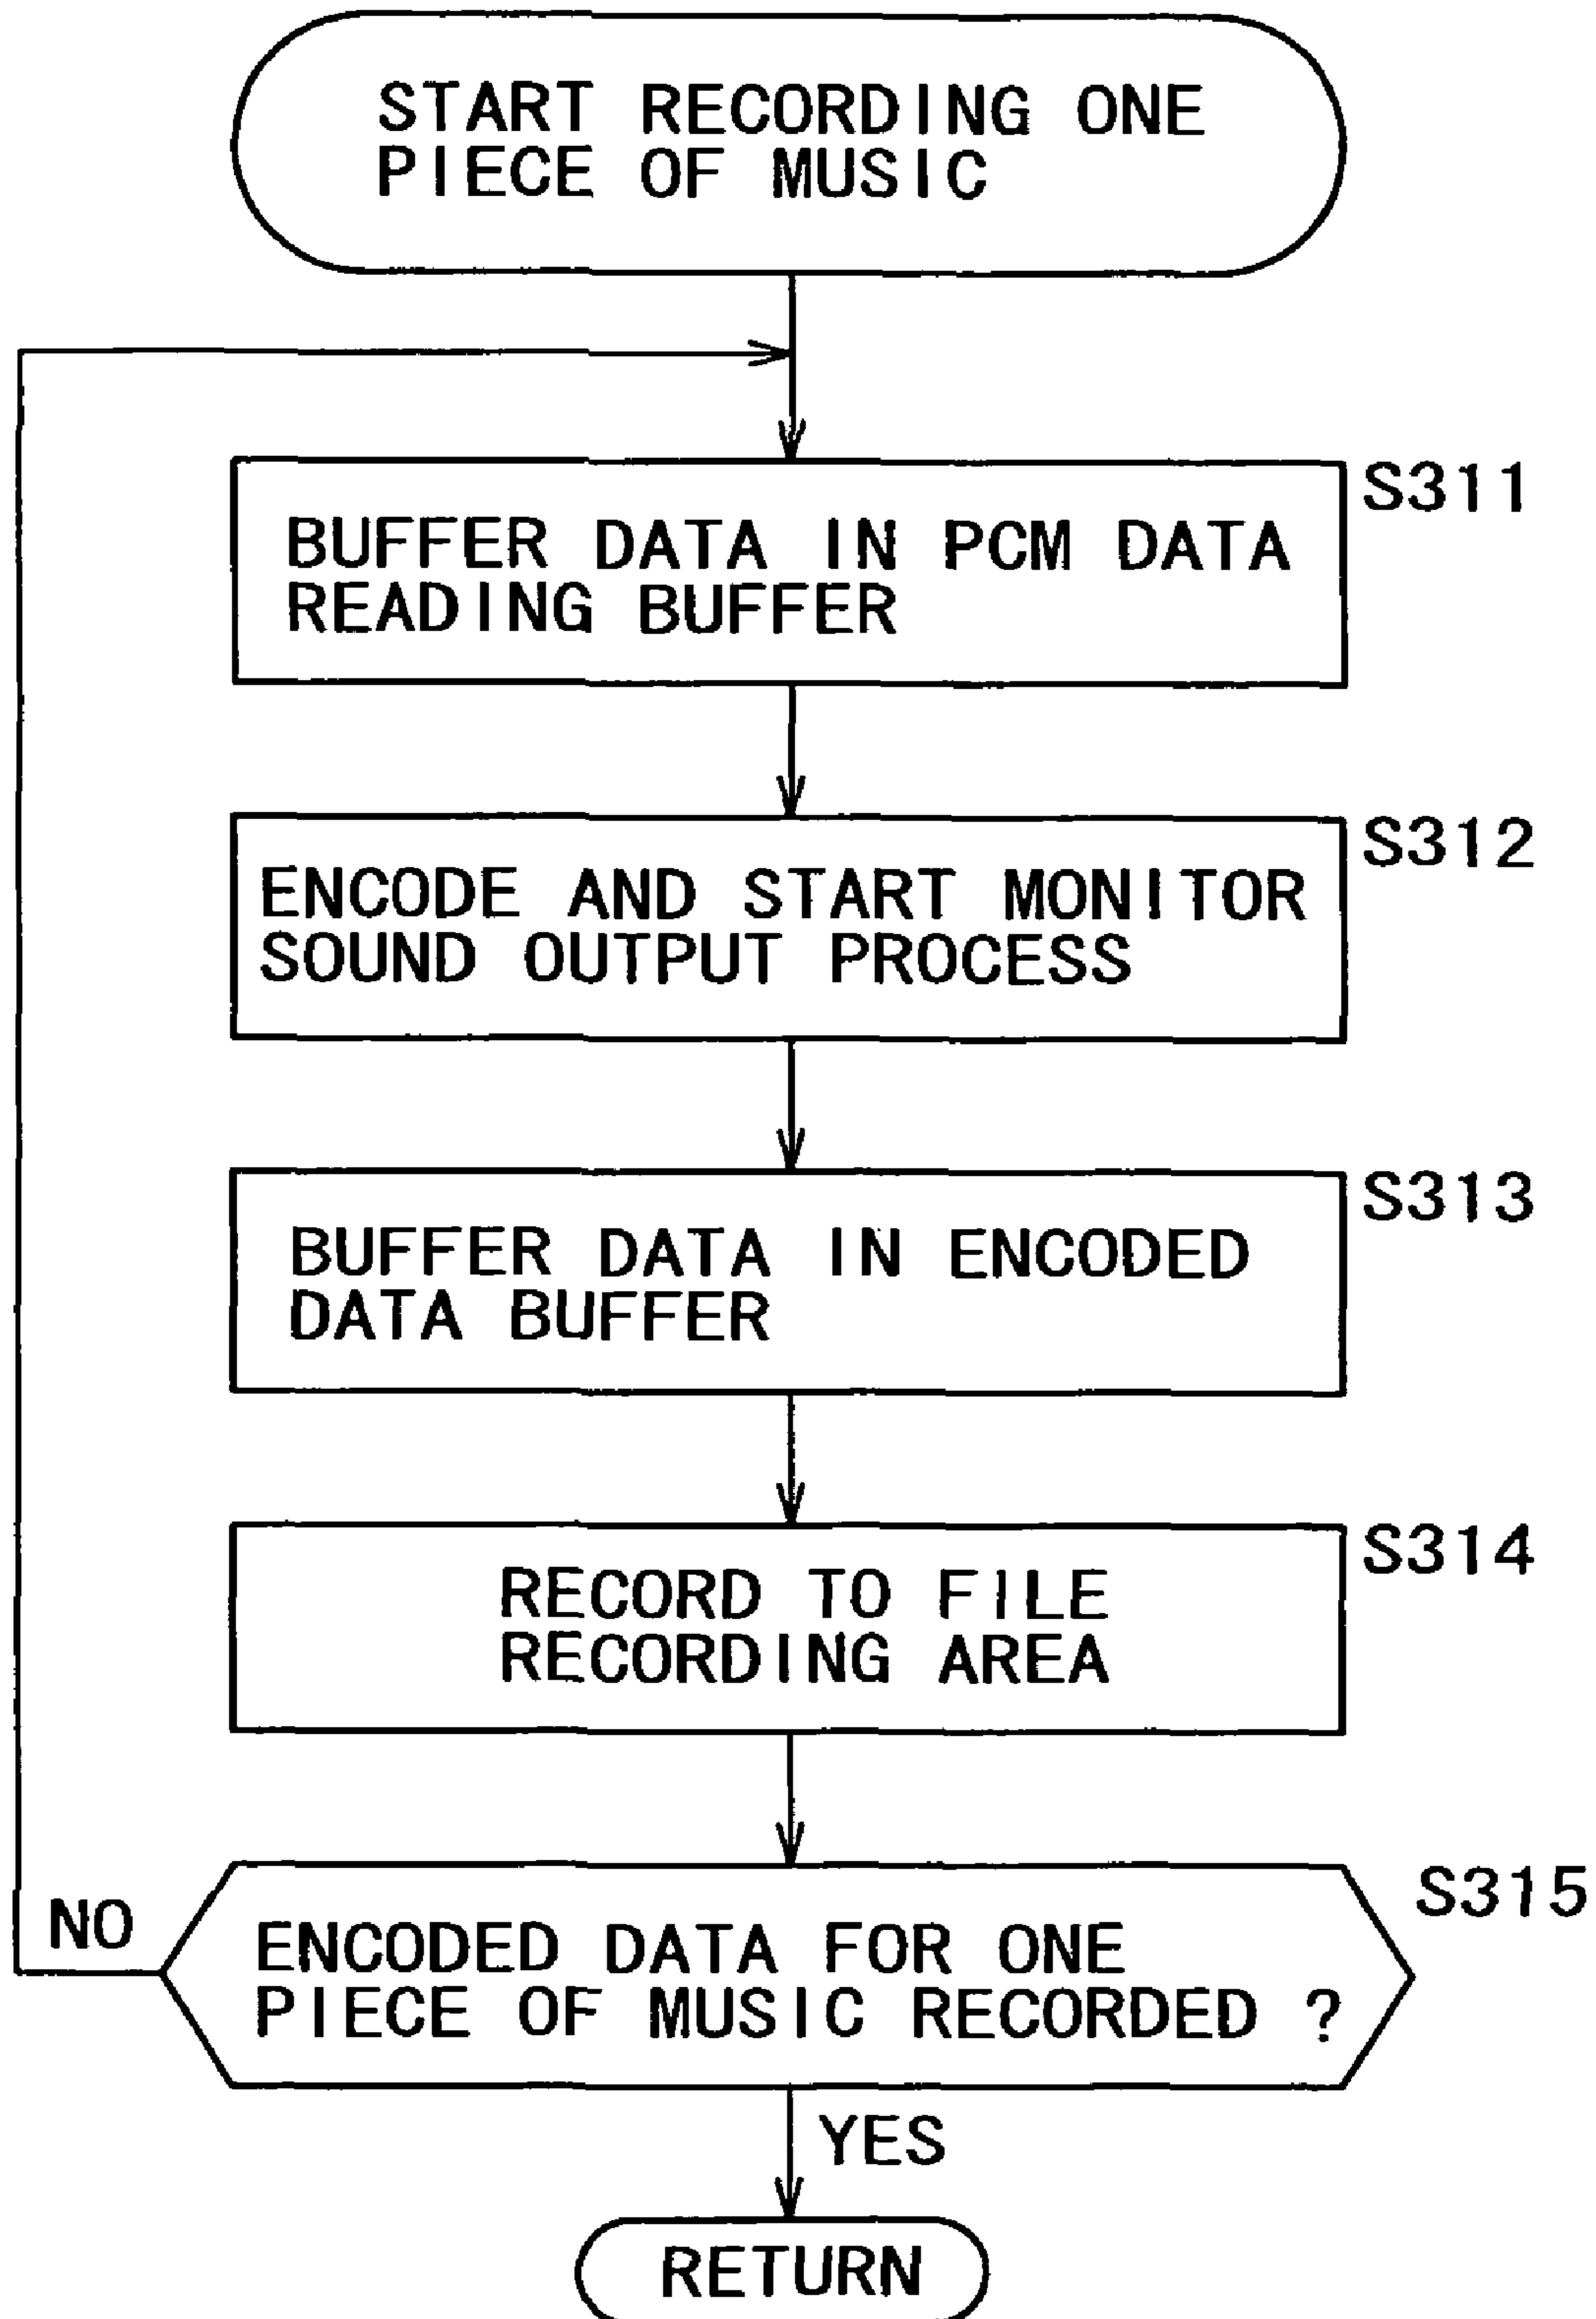 START RECORDING ONE
PIECE OF MUSIC
S311
BUFFER DATA IN PCM DATA
READING BUFFER
S312
ENCODE AND START MONITOR
SOUND OUTPUT PROCESS
S313
BUFFER DATA IN ENCODED
DATA BUFFER
S314
RECORD TO FILE
RECORDING AREA
S315
NO
ENCODED DATA FOR ONE
PIECE OF MUSIC RECORDED ?
YES
RETURN